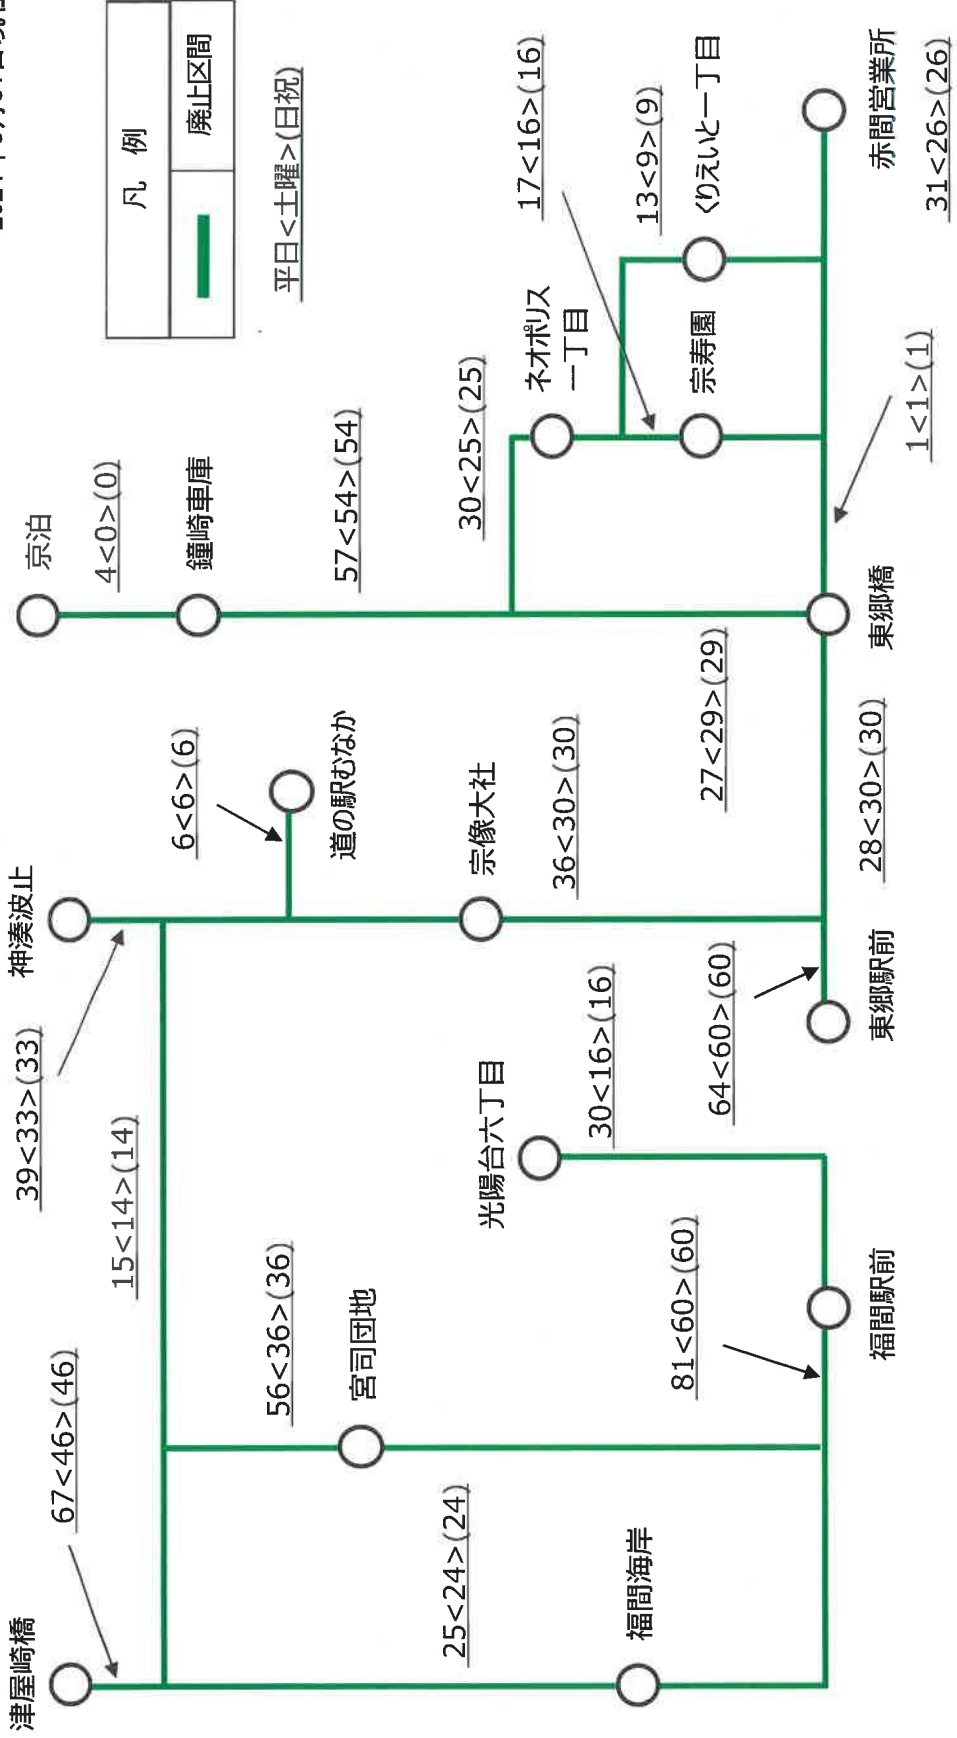 凡 例
廃止区間
平日<土曜>(日祝)
津屋崎橋
67<46>(46)
15<14>(14)
39<33>(33)
神湊波止
京泊
4<0>(0)
鐘崎車庫
57<54>(54)
6<6>(6)
道の駅むなかた
宗像大社
36<30>(30)
30<25>(25)
ネオポリス
一丁目
17<16>(16)
13<9>(9)
くりえいと一丁目
宗寿園
56<36>(36)
宮司団地
25<24>(24)
福間海岸
光陽台六丁目
30<16>(16)
81<60>(60)
福間駅前
64<60>(60)
東郷駅前
27<29>(29)
28<30>(30)
東郷橋
1<1>(1)
赤間営業所
31<26>(26)